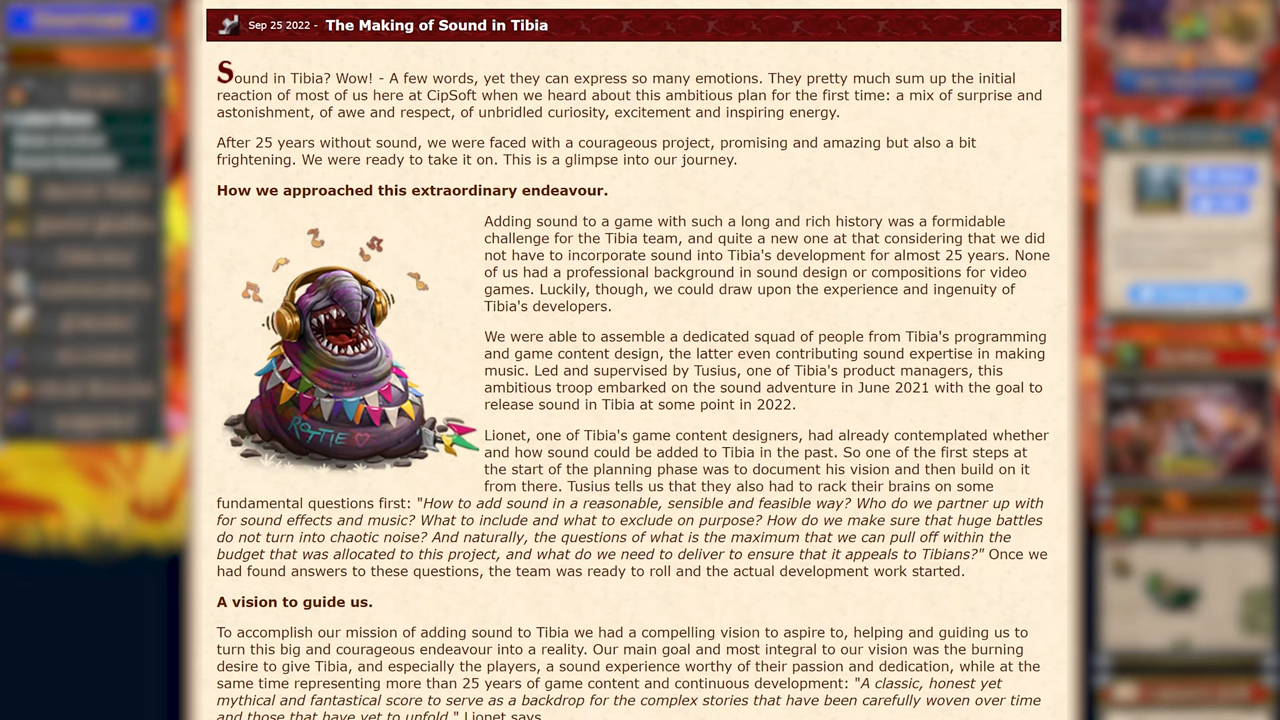 Sep 25 2022 - The Making of Sound in Tibia
Sound in Tibia? Wow! - A few words, yet they can express so many emotions. They pretty much sum up the initial
reaction of most of us here at CipSoft when we heard about this ambitious plan for the first time: a mix of surprise and
astonishment, of awe and respect, of unbridled curiosity, excitement and inspiring energy.
After 25 years without sound, we were faced with a courageous project, promising and amazing but also a bit
frightening. We were ready to take it on. This is a glimpse into our journey.
How we approached this extraordinary endeavour.
Adding sound to a game with such a long and rich history was a formidable
challenge for the Tibia team, and quite a new one at that considering that we did
not have to incorporate sound into Tibia's development for almost 25 years. None
of us had a professional background in sound design or compositions for video
games. Luckily, though, we could draw upon the experience and ingenuity of
Tibia's developers.
We were able to assemble a dedicated squad of people from Tibia's programming
and game content design, the latter even contributing sound expertise in making
music. Led and supervised by Tusius, one of Tibia's product managers, this
ambitious troop embarked on the sound adventure in June 2021 with the goal to
release sound in Tibia at some point in 2022.
ROTTIE
Lionet, one of Tibia's game content designers, had already contemplated whether
and how sound could be added to Tibia in the past. So one of the first steps at
the start of the planning phase was to document his vision and then build on it
from there. Tusius tells us that they also had to rack their brains on some
fundamental questions first: "How to add sound in a reasonable, sensible and feasible way? Who do we partner up with
for sound effects and music? What to include and what to exclude on purpose? How do we make sure that huge battles
do not turn into chaotic noise? And naturally, the questions of what is the maximum that we can pull off within the
budget that was allocated to this project, and what do we need to deliver to ensure that it appeals to Tibians?" Once we
had found answers to these questions, the team was ready to roll and the actual development work started.
A vision to guide us.
To accomplish our mission of adding sound to Tibia we had a compelling vision to aspire to, helping and guiding us to
turn this big and courageous endeavour into a reality. Our main goal and most integral to our vision was the burning
desire to give Tibia, and especially the players, a sound experience worthy of their passion and dedication, while at the
same time representing more than 25 years of game content and continuous development: "A classic, honest yet
mythical and fantastical score to serve as a backdrop for the complex stories that have been carefully woven over time
and those that have yet to unfold." Lionet says.